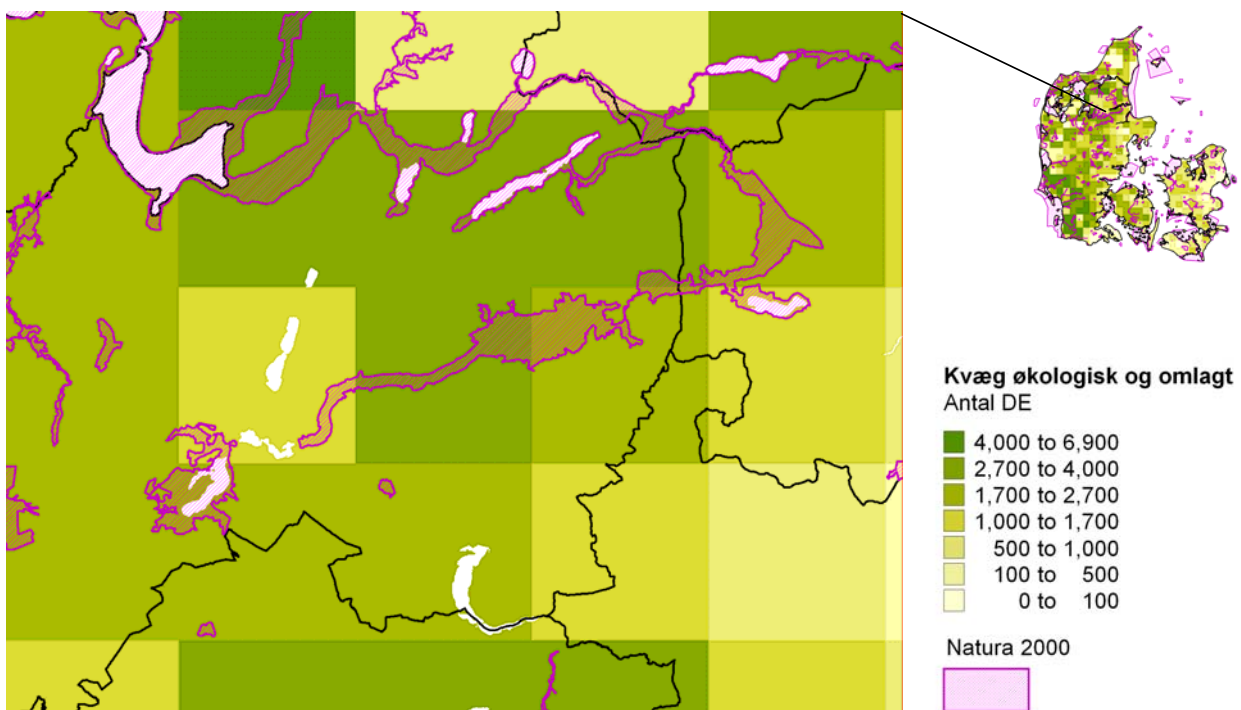 Kvæg økologisk og omlagt
Antal DE
4,000 to 6,900
2,700 to 4,000
1,700 to 2,700
1,000 to 1,700
500 to 1,000
100 to 500
0 to 100
Natura 2000